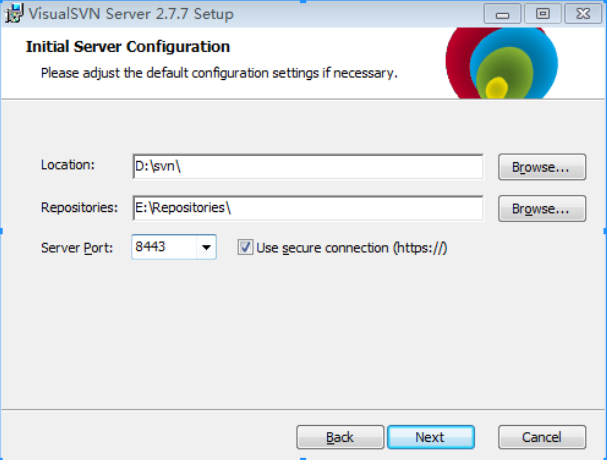 VisualSVN Server 2.7.7 Setup
Initial Server Configuration
Please adjust the default configuration settings if necessary.
Location: D:\svn\ Browse...
Repositories: E:\Repositories\ Browse...
Server Port: 8443 Use secure connection (https://)
Back Next Cancel